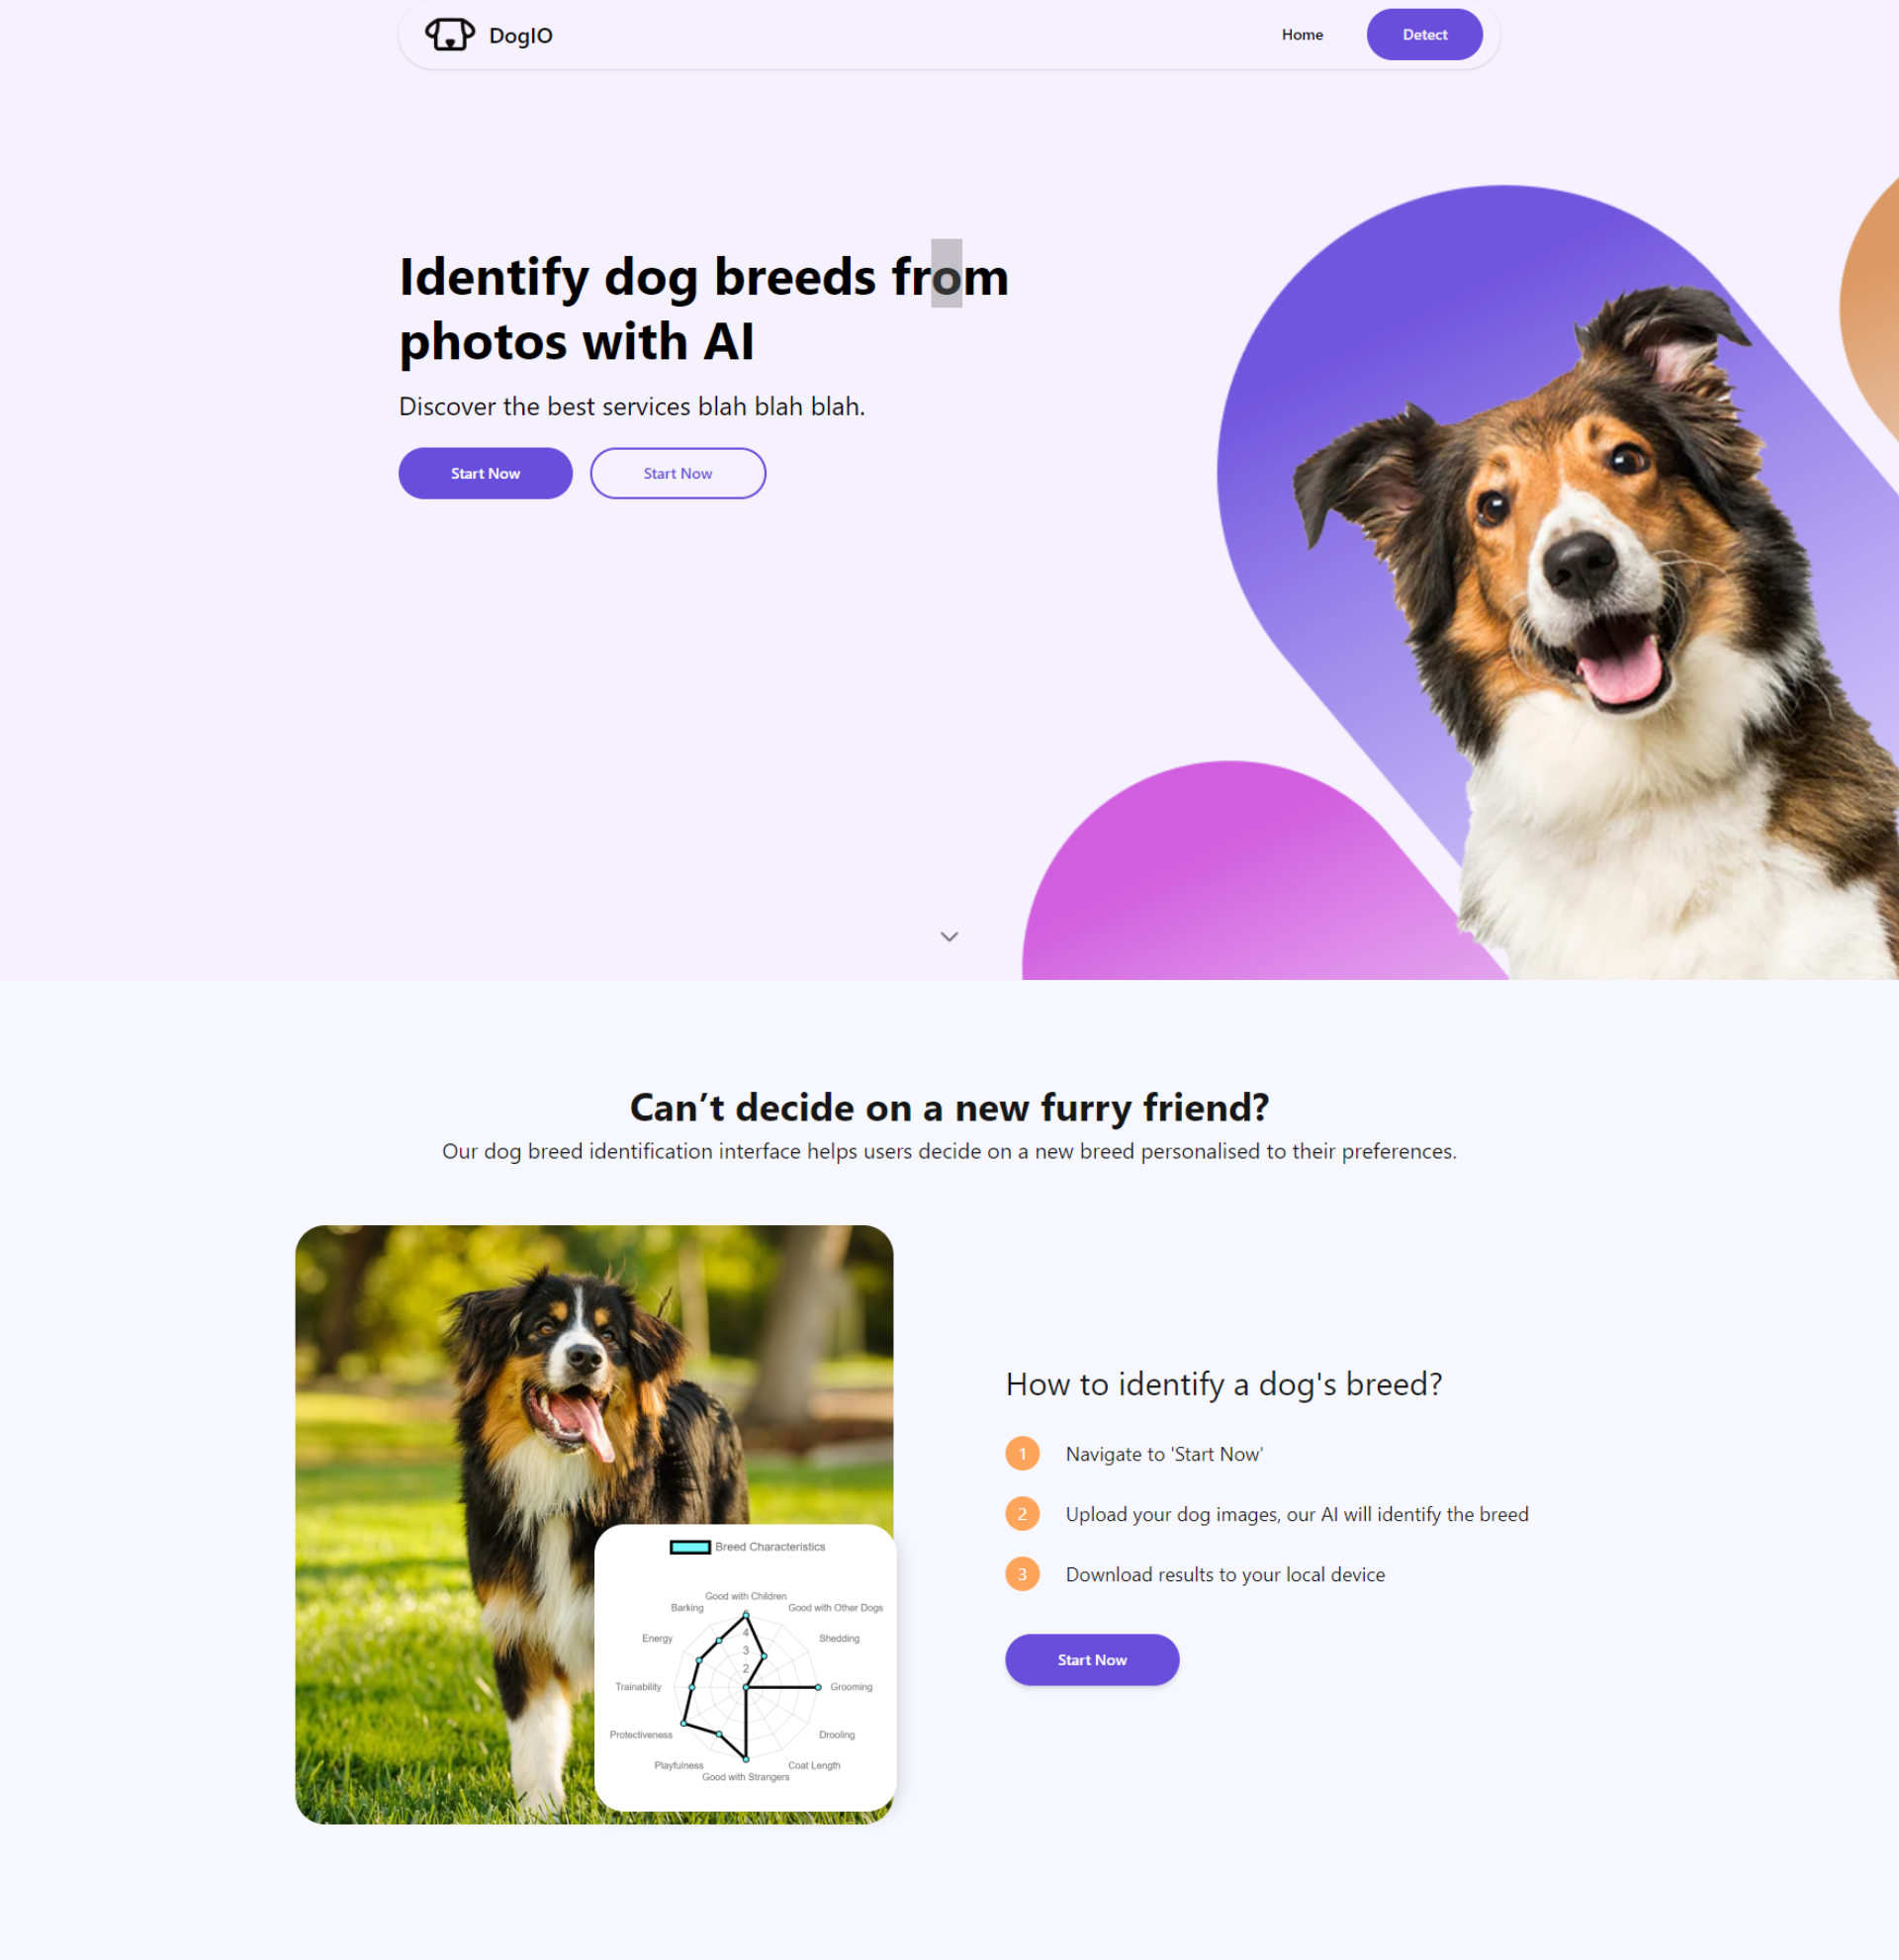 DogIO
Home
Detect
Identify dog breeds from
photos with AI
Discover the best services blah blah blah.
Start Now
Start Now
Can’t decide on a new furry friend?
Our dog breed identification interface helps users decide on a new breed personalised to their preferences.
Breed Characteristics
Good with Children
Barking
Good with Other Dogs
Energy
Shedding
4
3
2
Trainability
Grooming
Protectiveness
Drooling
Playfulness
Coat Length
Good with Strangers
How to identify a dog's breed?
1 Navigate to 'Start Now'
2 Upload your dog images, our AI will identify the breed
3 Download results to your local device
Start Now